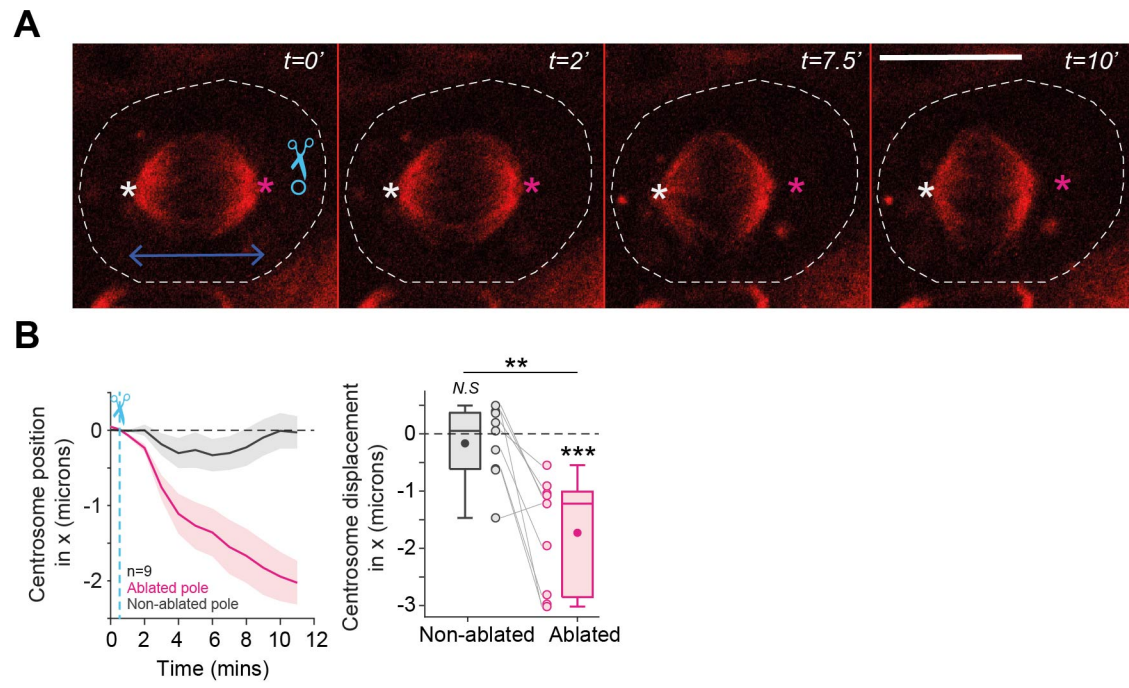 A
t=0’ t=2’ t=7.5’ t=10’
* * * * * * * *
B
Centrosome position
in x (microns)
0
-1
-2
n=9
Ablated pole
Non-ablated pole
0 2 4 6 8 10 12
Time (mins)
Centrosome displacement
in x (microns)
**
N.S
***
0
-1
-2
-3
Non-ablated Ablated